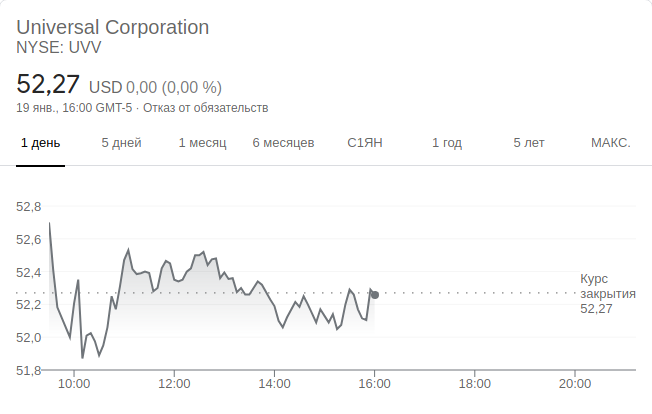 Universal Corporation
NYSE: UVV
52,27 USD 0,00 (0,00 %)
19 янв., 16:00 GMT-5 · Отказ от обязательств
1 день 5 дней 1 месяц 6 месяцев С1ЯН 1 год 5 лет МАКС.
52,8
52,6
52,4
52,2
52,0
51,8
Курс
закрытия
52,27
10:00 12:00 14:00 16:00 18:00 20:00